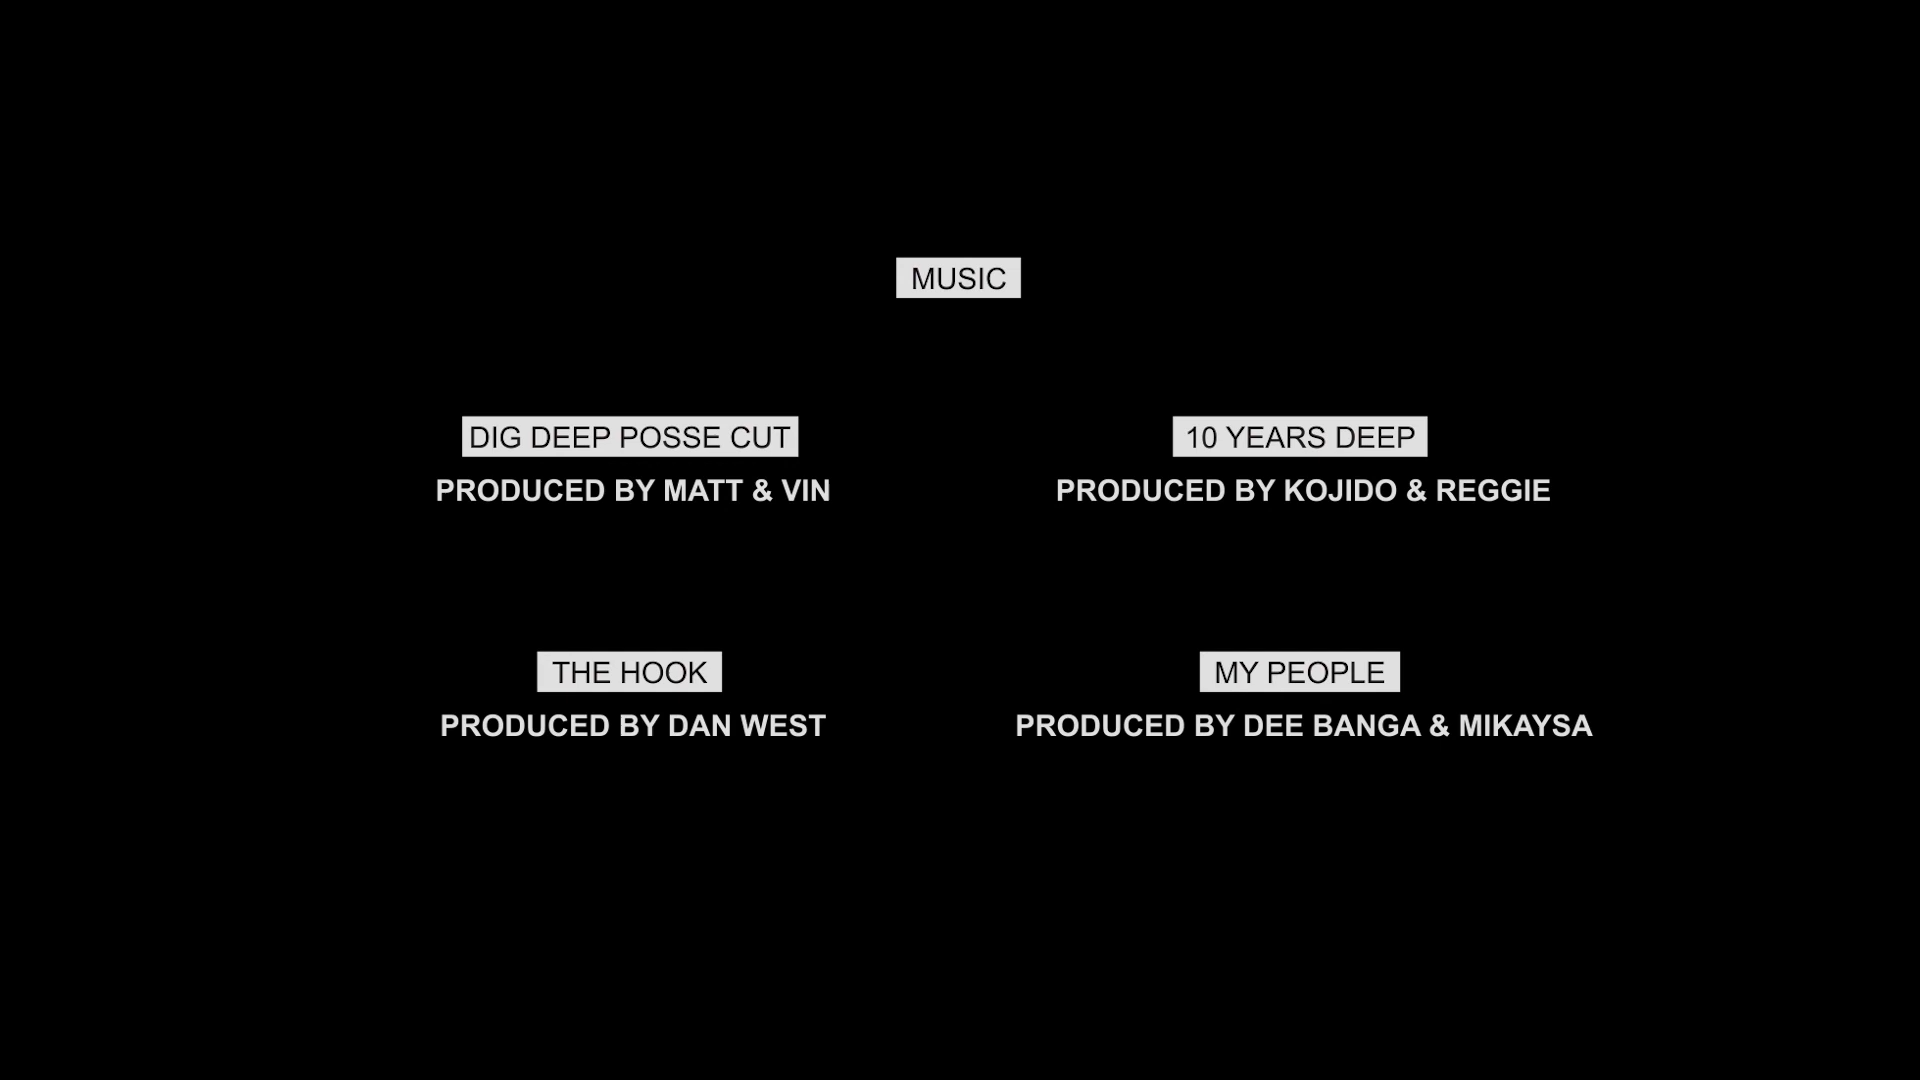 MUSIC
DIG DEEP POSSE CUT
PRODUCED BY MATT & VIN
10 YEARS DEEP
PRODUCED BY KOJIDO & REGGIE
THE HOOK
PRODUCED BY DAN WEST
MY PEOPLE
PRODUCED BY DEE BANGA & MIKAYSA